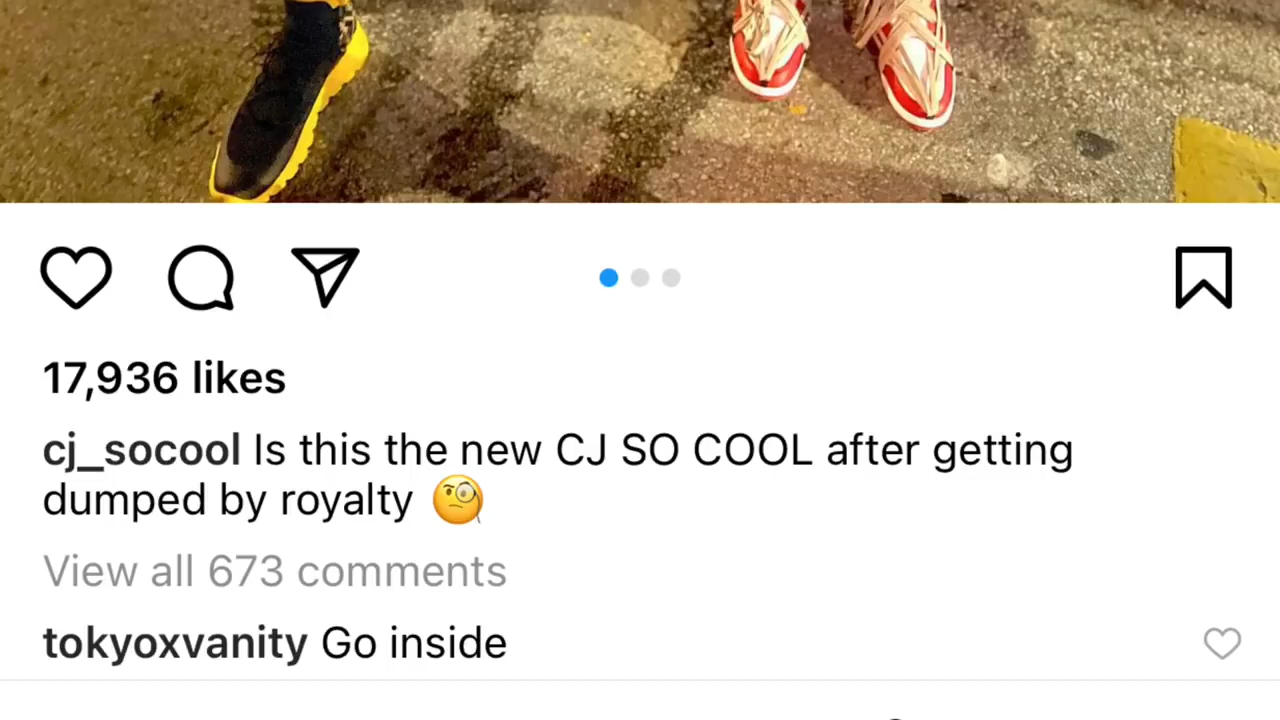 17,936 likes
cj_socool Is this the new CJ SO COOL after getting
dumped by royalty 🧐
View all 673 comments
tokyoxvanity Go inside